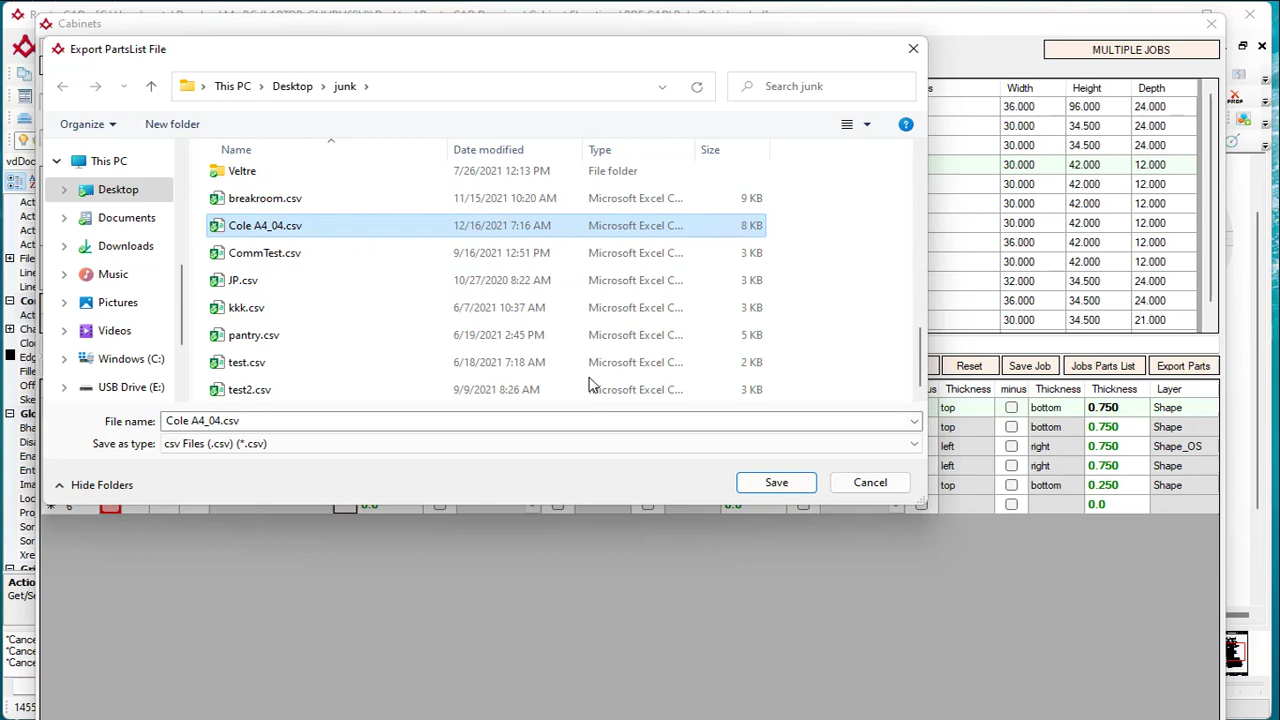 Cabinets
Export PartsList File
MULTIPLE JOBS
This PC
Desktop
junk
Search junk
Width Height Depth
36.000 96.000 24.000
Organize
New folder
30.000 34.500 24.000
Name Date modified Type Size
30.000 34.500 24.000
This PC
Veltre 7/26/2021 12:13 PM File folder
30.000 42.000 24.000
Desktop
breakroom.csv 11/15/2021 10:20 AM Microsoft Excel C... 9 KB
30.000 42.000 24.000
Documents
Cole A4_04.csv 12/16/2021 7:16 AM Microsoft Excel C... 8 KB
30.000 42.000 24.000
Downloads
CommTest.csv 9/16/2021 12:51 PM Microsoft Excel C... 3 KB
36.000 42.000 24.000
Music
JP.csv 10/27/2020 8:22 AM Microsoft Excel C... 3 KB
30.000 42.000 24.000
Pictures
kkk.csv 6/7/2021 10:37 AM Microsoft Excel C... 3 KB
32.000 34.500 24.000
Videos
pantry.csv 6/19/2021 2:45 PM Microsoft Excel C... 5 KB
36.000 34.500 24.000
Windows (C:)
test.csv 6/18/2021 7:18 AM Microsoft Excel C... 2 KB
30.000 34.500 21.000
USB Drive (E:)
test2.csv 9/9/2021 8:26 AM Microsoft Excel C... 3 KB
Reset Save Job Jobs Parts List Export Parts
Thickness minus Thickness Thickness Layer
File name: Cole A4_04.csv
top bottom 0.750 Shape
Save as type: csv Files (.csv) (*.csv)
top bottom 0.750 Shape
left right 0.750 Shape_OS
left right 0.750 Shape
Hide Folders
Save
Cancel
top bottom 0.250 Shape
0.0
vdDoc
*Cance
*Cance
*Cance